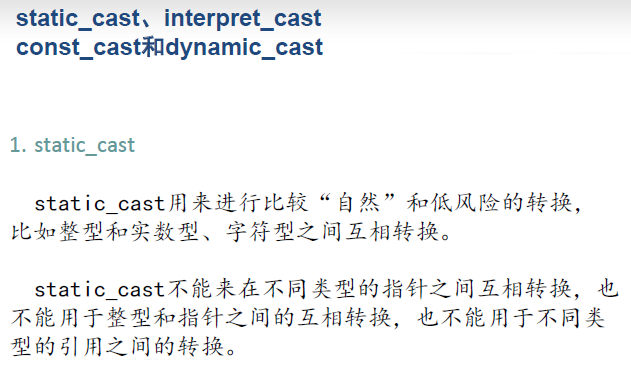 static_cast、interpret_cast
const_cast和dynamic_cast
1. static_cast
static_cast用来进行比较“自然”和低风险的转换，
比如整型和实数型、字符型之间互相转换。
static_cast不能来在不同类型的指针之间互相转换，也
不能用于整型和指针之间的互相转换，也不能用于不同类
型的引用之间的转换。